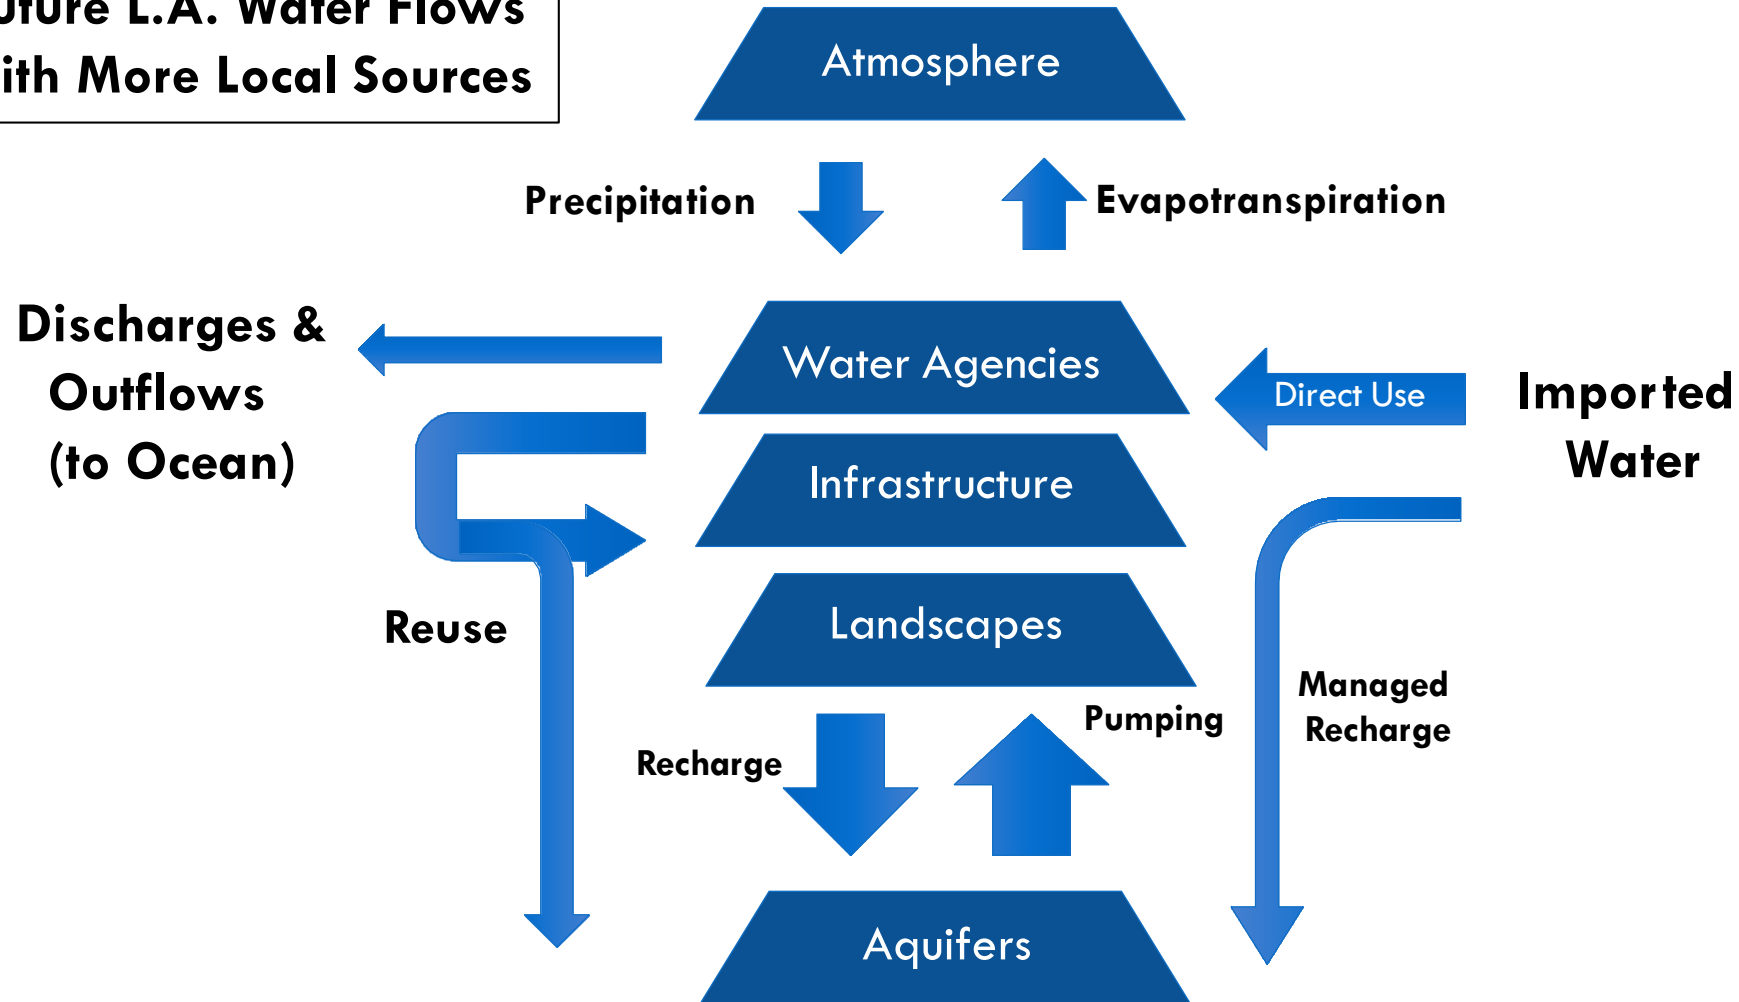 uture L.A. Water Flows
ith More Local Sources
Atmosphere
Precipitation
Evapotranspiration
Discharges &
Outflows
(to Ocean)
Water Agencies
Direct Use
Imported
Water
Infrastructure
Reuse
Landscapes
Managed
Recharge
Pumping
Recharge
Aquifers